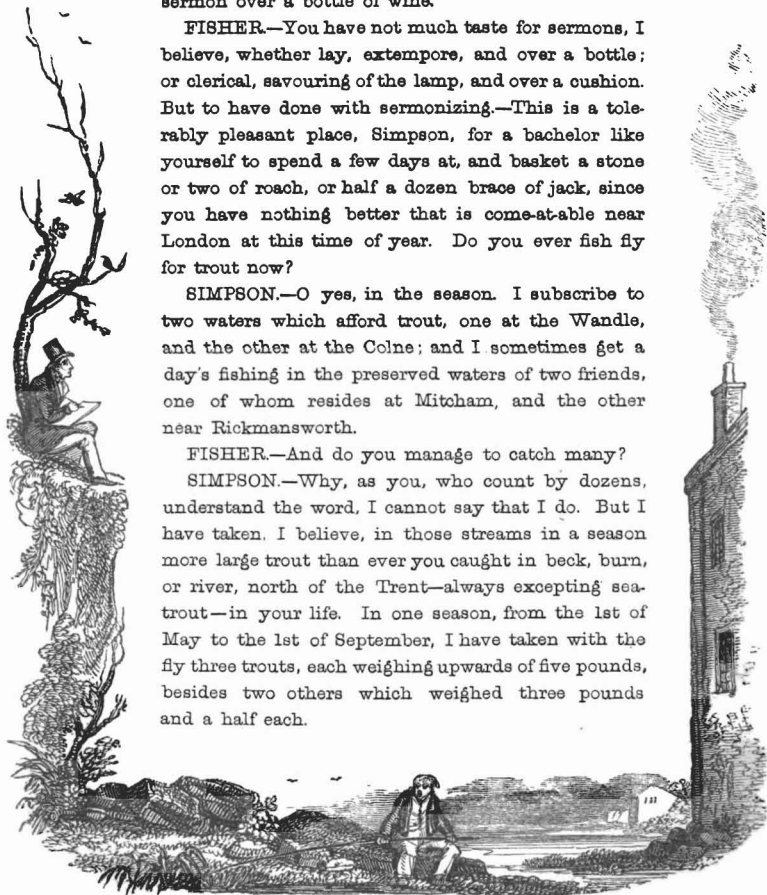 sermon over a bottle of wine.
FISHER.—You have not much taste for sermons, I
believe, whether lay, extempore, and over a bottle;
or clerical, savouring of the lamp, and over a cushion.
But to have done with sermonizing.—This is a tole-
rably pleasant place, Simpson, for a bachelor like
yourself to spend a few days at, and basket a stone
or two of roach, or half a dozen brace of jack, since
you have nothing better that is come-at-able near
London at this time of year. Do you ever fish fly
for trout now?
SIMPSON.—O yes, in the season. I subscribe to
two waters which afford trout, one at the Wandle,
and the other at the Colne; and I sometimes get a
day's fishing in the preserved waters of two friends,
one of whom resides at Mitcham, and the other
near Rickmansworth.
FISHER.—And do you manage to catch many?
SIMPSON.—Why, as you, who count by dozens,
understand the word, I cannot say that I do. But I
have taken, I believe, in those streams in a season
more large trout than ever you caught in beck, burn,
or river, north of the Trent—always excepting sea-
trout—in your life. In one season, from the 1st of
May to the 1st of September, I have taken with the
fly three trouts, each weighing upwards of five pounds,
besides two others which weighed three pounds
and a half each.